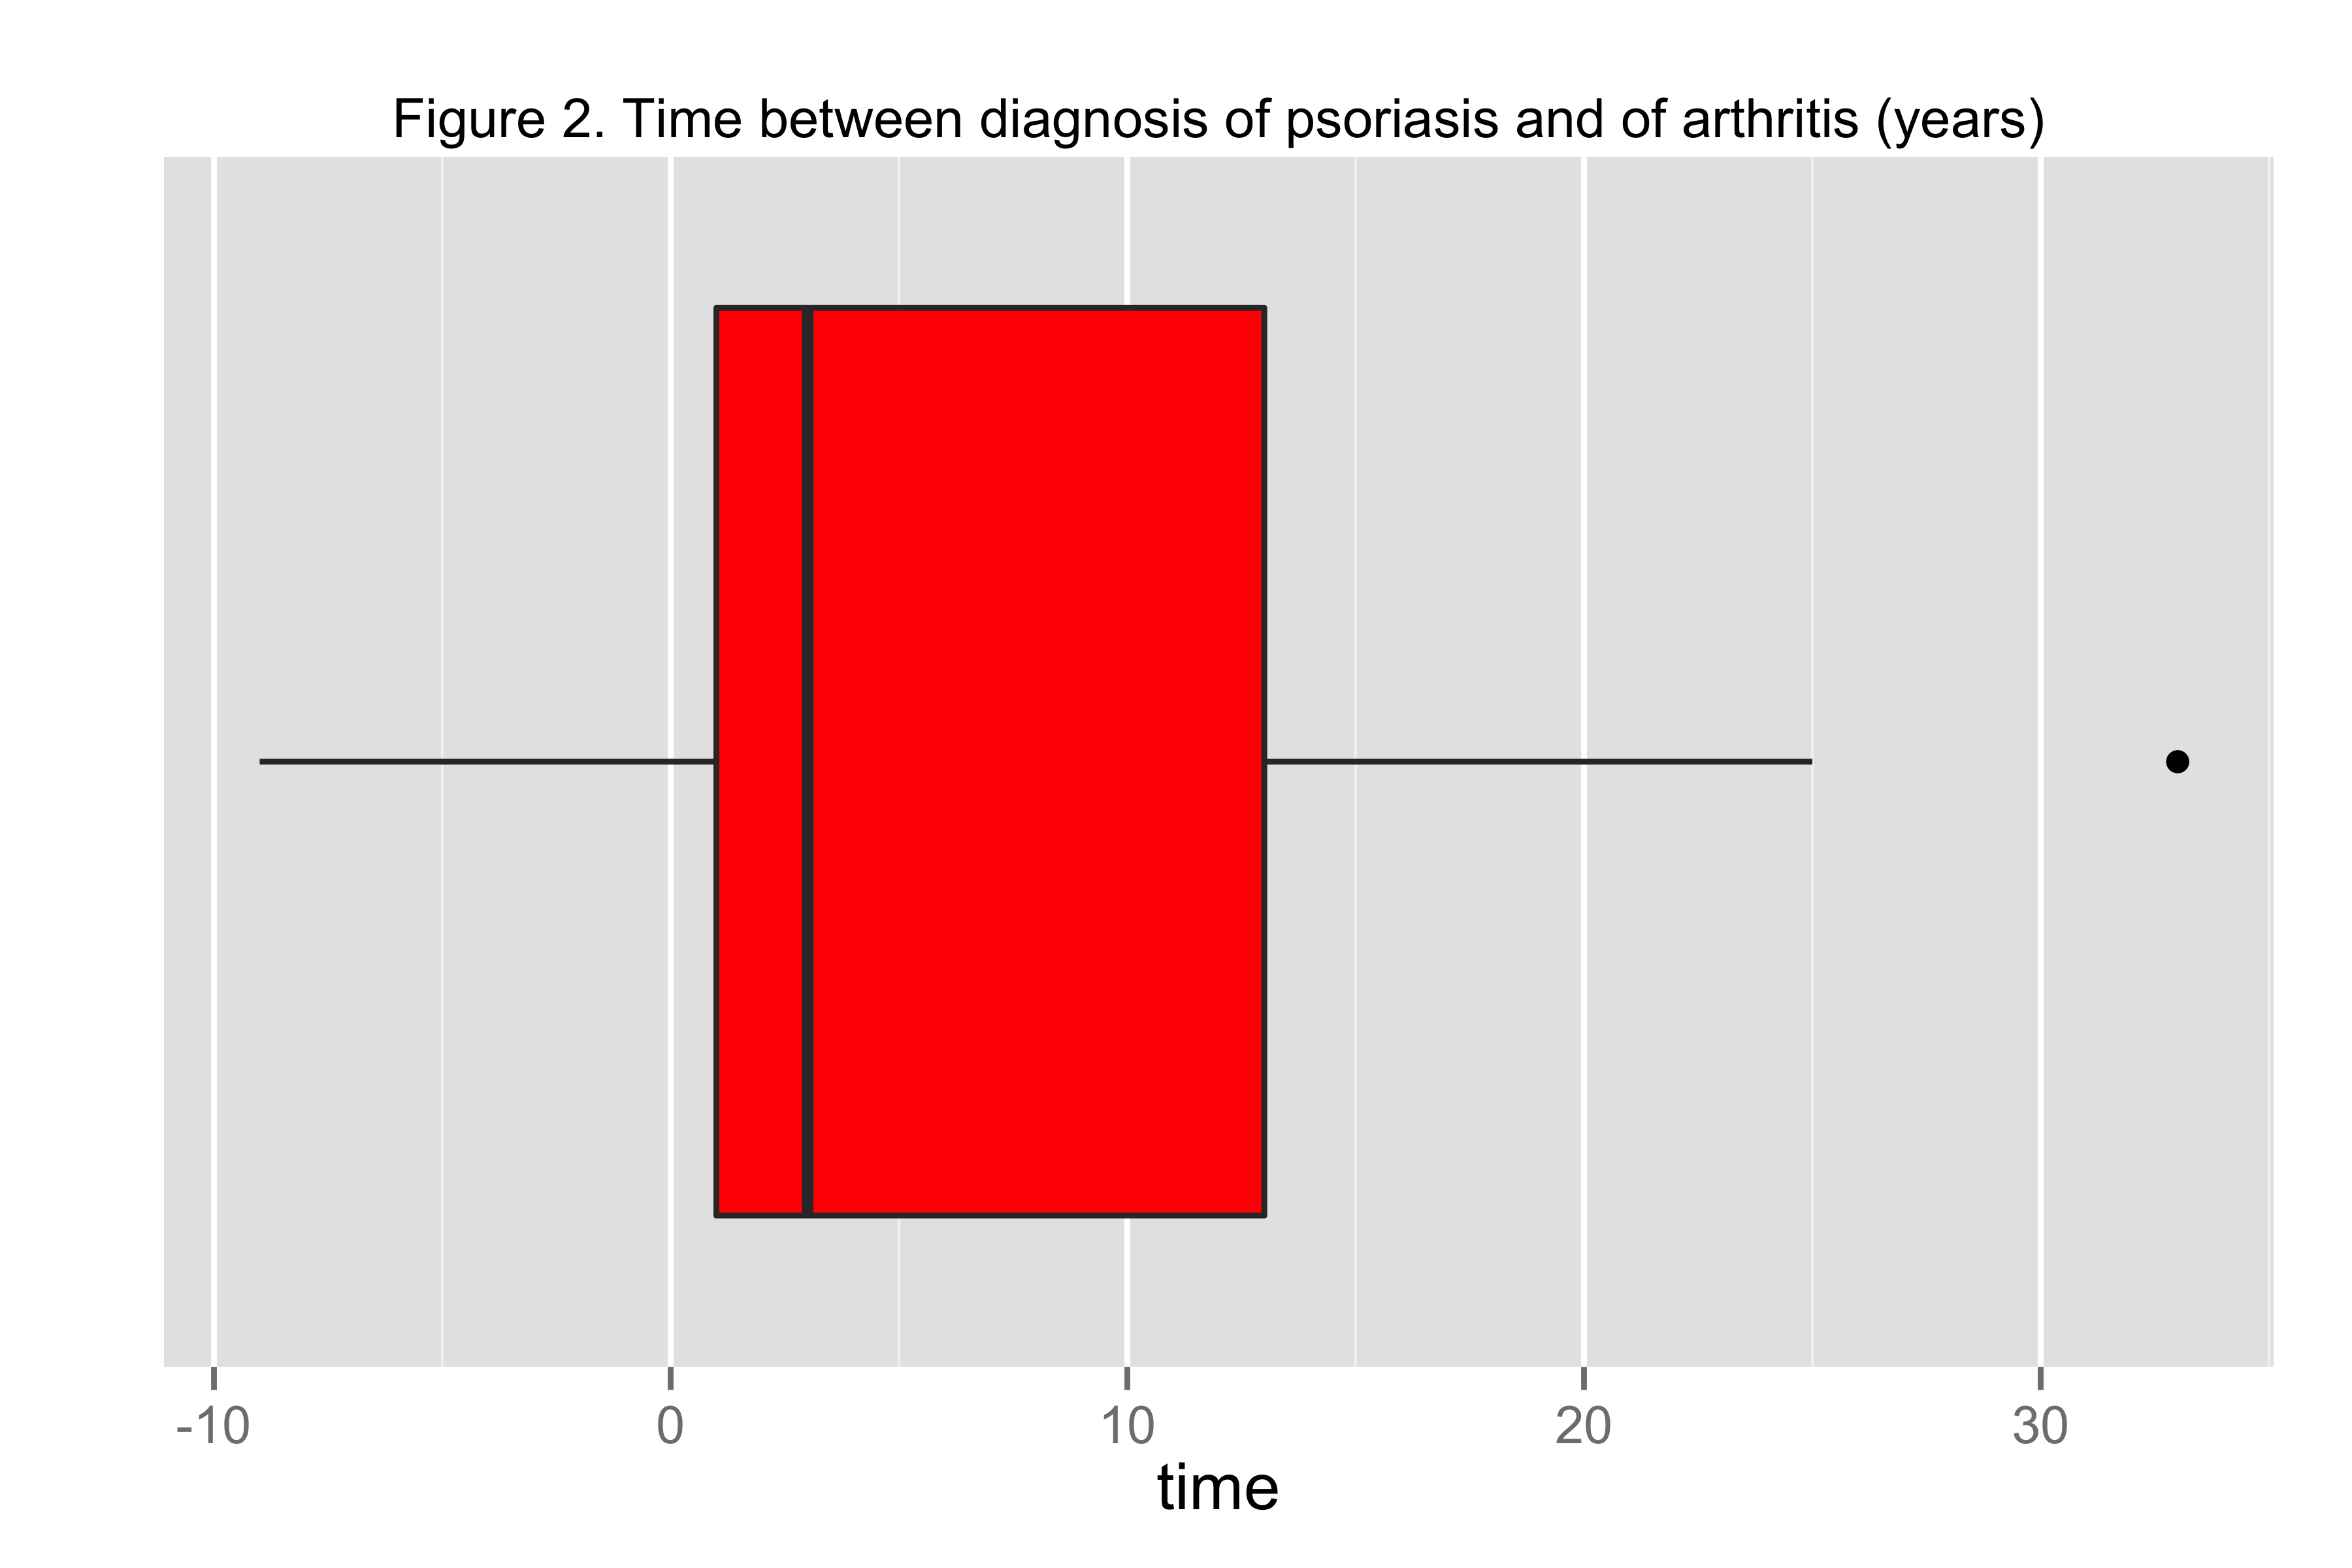 Figure 2. Time between diagnosis of psoriasis and of arthritis (years)
-10 0 10 20 30
time